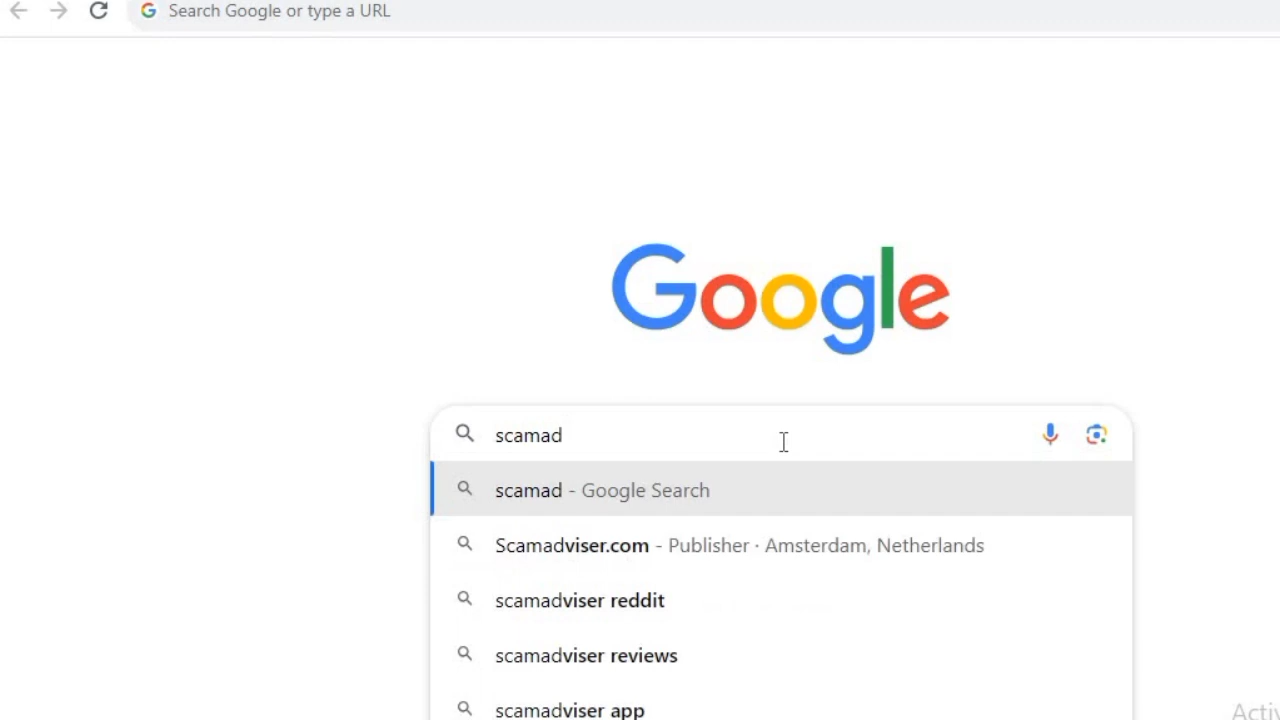 Search Google or type a URL
Google
scamad
scamad - Google Search
Scamadviser.com - Publisher · Amsterdam, Netherlands
scamadviser reddit
scamadviser reviews
scamadviser app